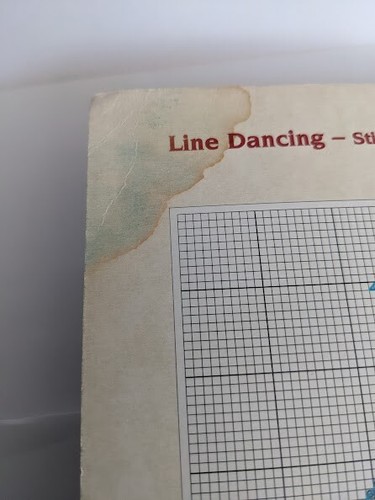 Line Dancing –